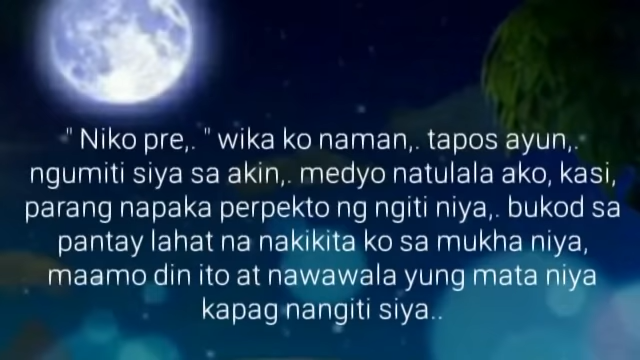 " Niko pre,. " wika ko naman,. tapos ayun,.
ngumiti siya sa akin,. medyo natulala ako, kasi,
parang napaka perpekto ng ngiti niya,. bukod sa
pantay lahat na nakikita ko sa mukha niya,
maamo din ito at nawawala yung mata niya
kapag nangiti siya..